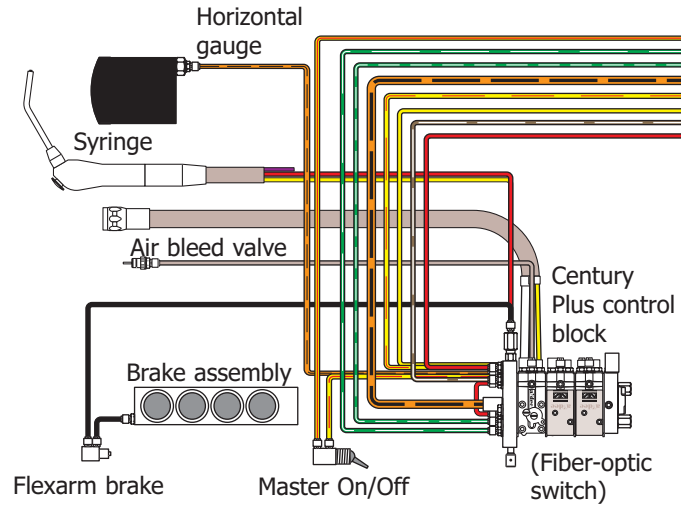 Horizontal
gauge
Syringe
Air bleed valve
Century
Plus control
block
Brake assembly
Flexarm brake
Master On/Off
(Fiber-optic
switch)